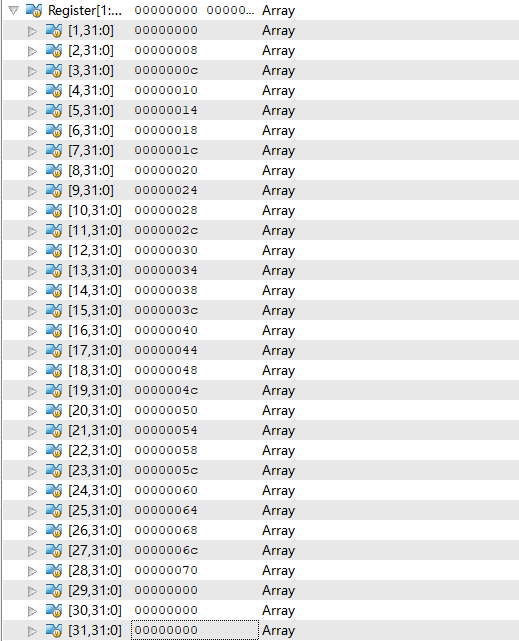 Register[1:... 00000000 00000... Array
[1,31:0] 00000000 Array
[2,31:0] 00000008 Array
[3,31:0] 0000000c Array
[4,31:0] 00000010 Array
[5,31:0] 00000014 Array
[6,31:0] 00000018 Array
[7,31:0] 0000001c Array
[8,31:0] 00000020 Array
[9,31:0] 00000024 Array
[10,31:0] 00000028 Array
[11,31:0] 0000002c Array
[12,31:0] 00000030 Array
[13,31:0] 00000034 Array
[14,31:0] 00000038 Array
[15,31:0] 0000003c Array
[16,31:0] 00000040 Array
[17,31:0] 00000044 Array
[18,31:0] 00000048 Array
[19,31:0] 0000004c Array
[20,31:0] 00000050 Array
[21,31:0] 00000054 Array
[22,31:0] 00000058 Array
[23,31:0] 0000005c Array
[24,31:0] 00000060 Array
[25,31:0] 00000064 Array
[26,31:0] 00000068 Array
[27,31:0] 0000006c Array
[28,31:0] 00000070 Array
[29,31:0] 00000000 Array
[30,31:0] 00000000 Array
[31,31:0] 00000000 Array